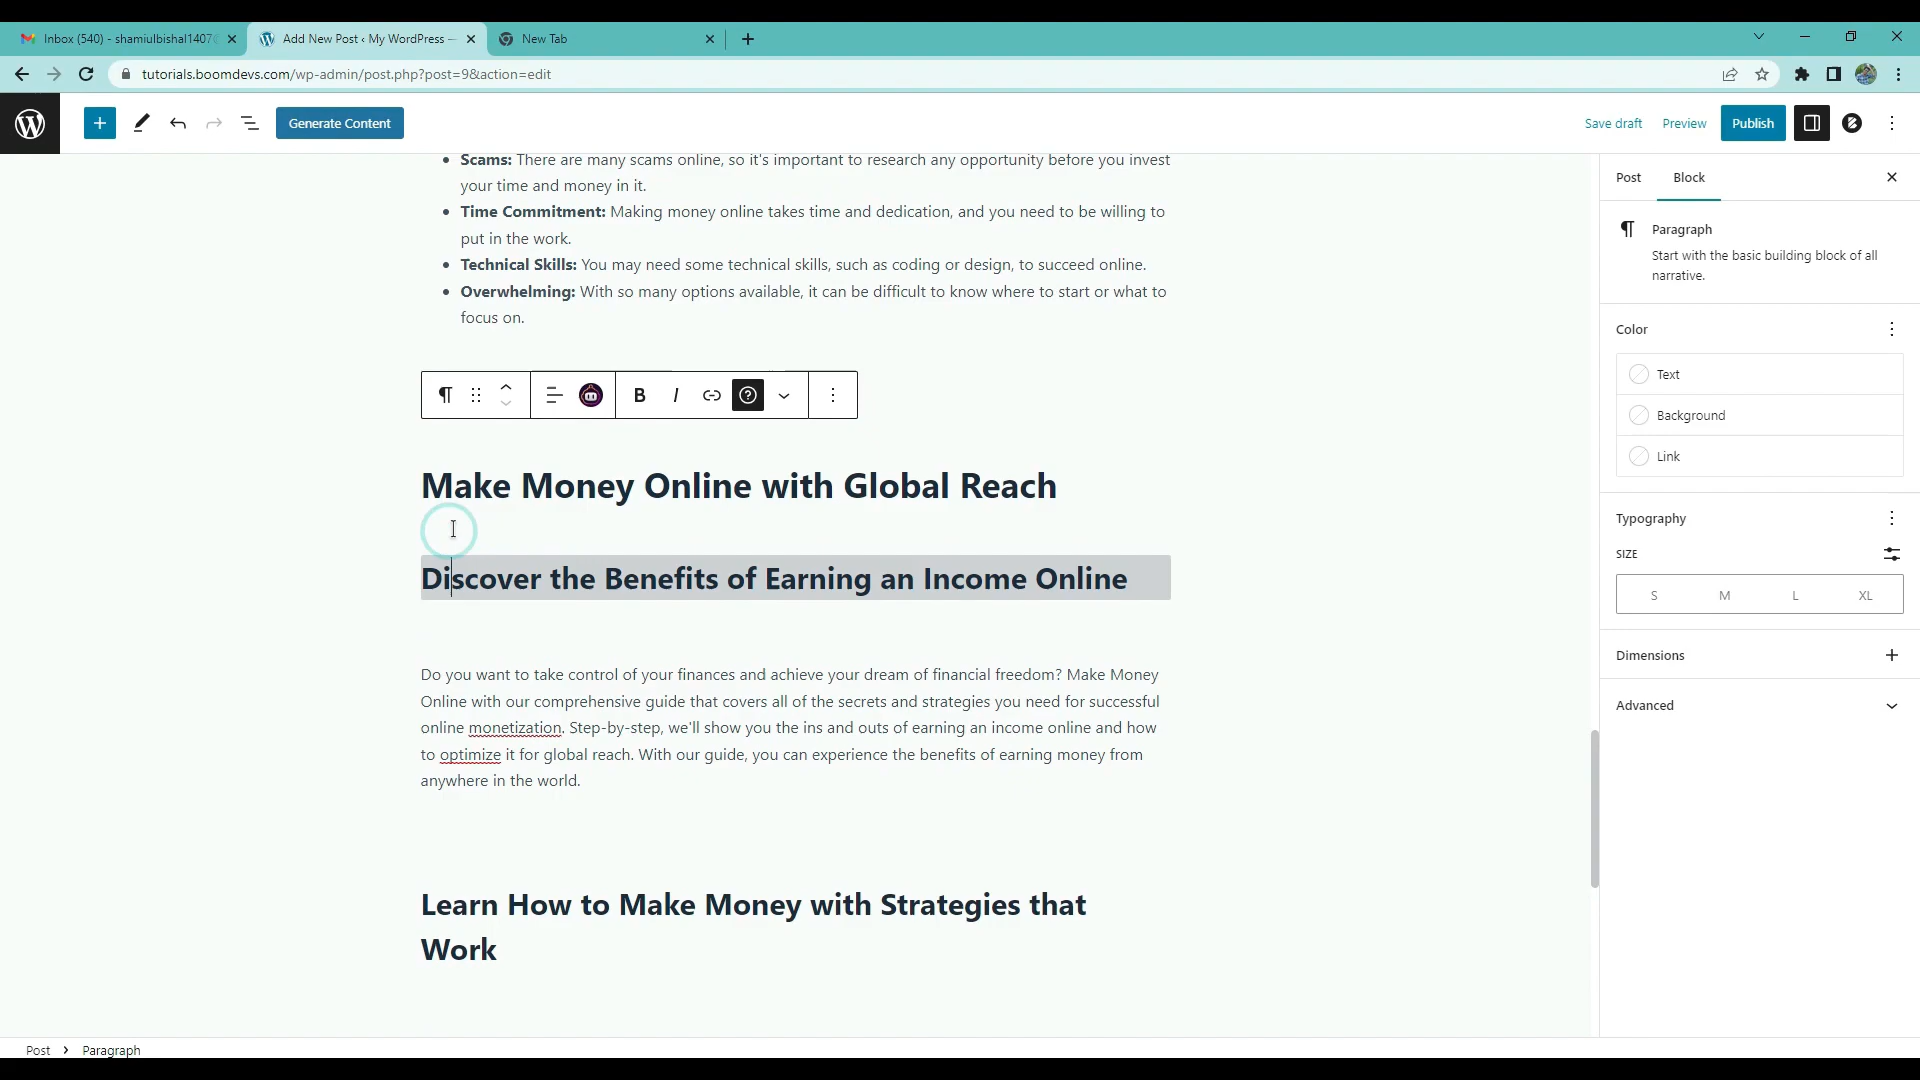 Inbox (540) - shamiulbishal1407@
Add New Post ‹ My WordPress —
New Tab
tutorials.boomdevs.com/wp-admin/post.php?post=9&action=edit
Generate Content
Save draft
Preview
Publish
Scams: There are many scams online, so it's important to research any opportunity before you invest
your time and money in it.
Time Commitment: Making money online takes time and dedication, and you need to be willing to
put in the work.
Technical Skills: You may need some technical skills, such as coding or design, to succeed online.
Overwhelming: With so many options available, it can be difficult to know where to start or what to
focus on.
B I
Make Money Online with Global Reach
Discover the Benefits of Earning an Income Online
Do you want to take control of your finances and achieve your dream of financial freedom? Make Money
Online with our comprehensive guide that covers all of the secrets and strategies you need for successful
online monetization. Step-by-step, we'll show you the ins and outs of earning an income online and how
to optimize it for global reach. With our guide, you can experience the benefits of earning money from
anywhere in the world.
Learn How to Make Money with Strategies that
Work
Post
Block
Paragraph
Start with the basic building block of all
narrative.
Color
Text
Background
Link
Typography
SIZE
S M L XL
Dimensions
Advanced
Post › Paragraph